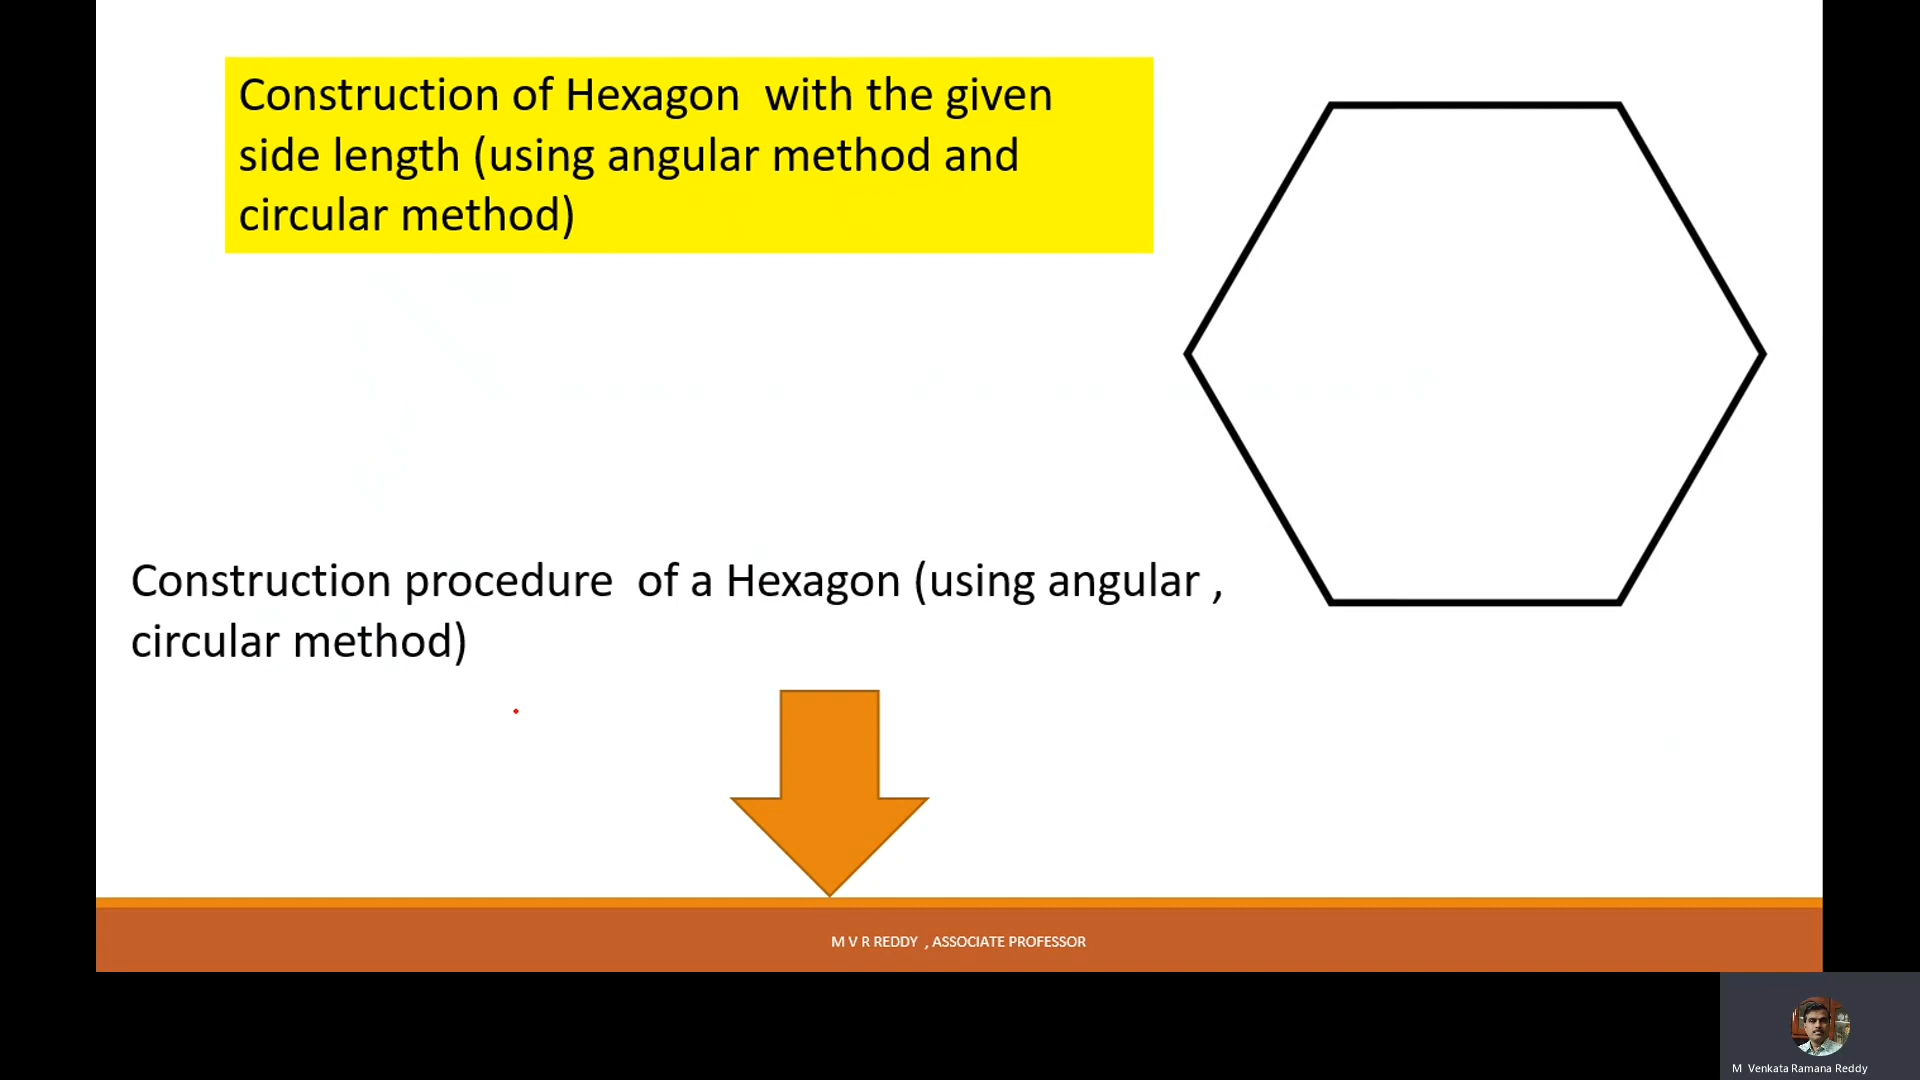 Construction of Hexagon  with the given
side length (using angular method and
circular method)
Construction procedure  of a Hexagon (using angular ,
circular method)
M V R REDDY  , ASSOCIATE PROFESSOR
M  Venkata Ramana Reddy